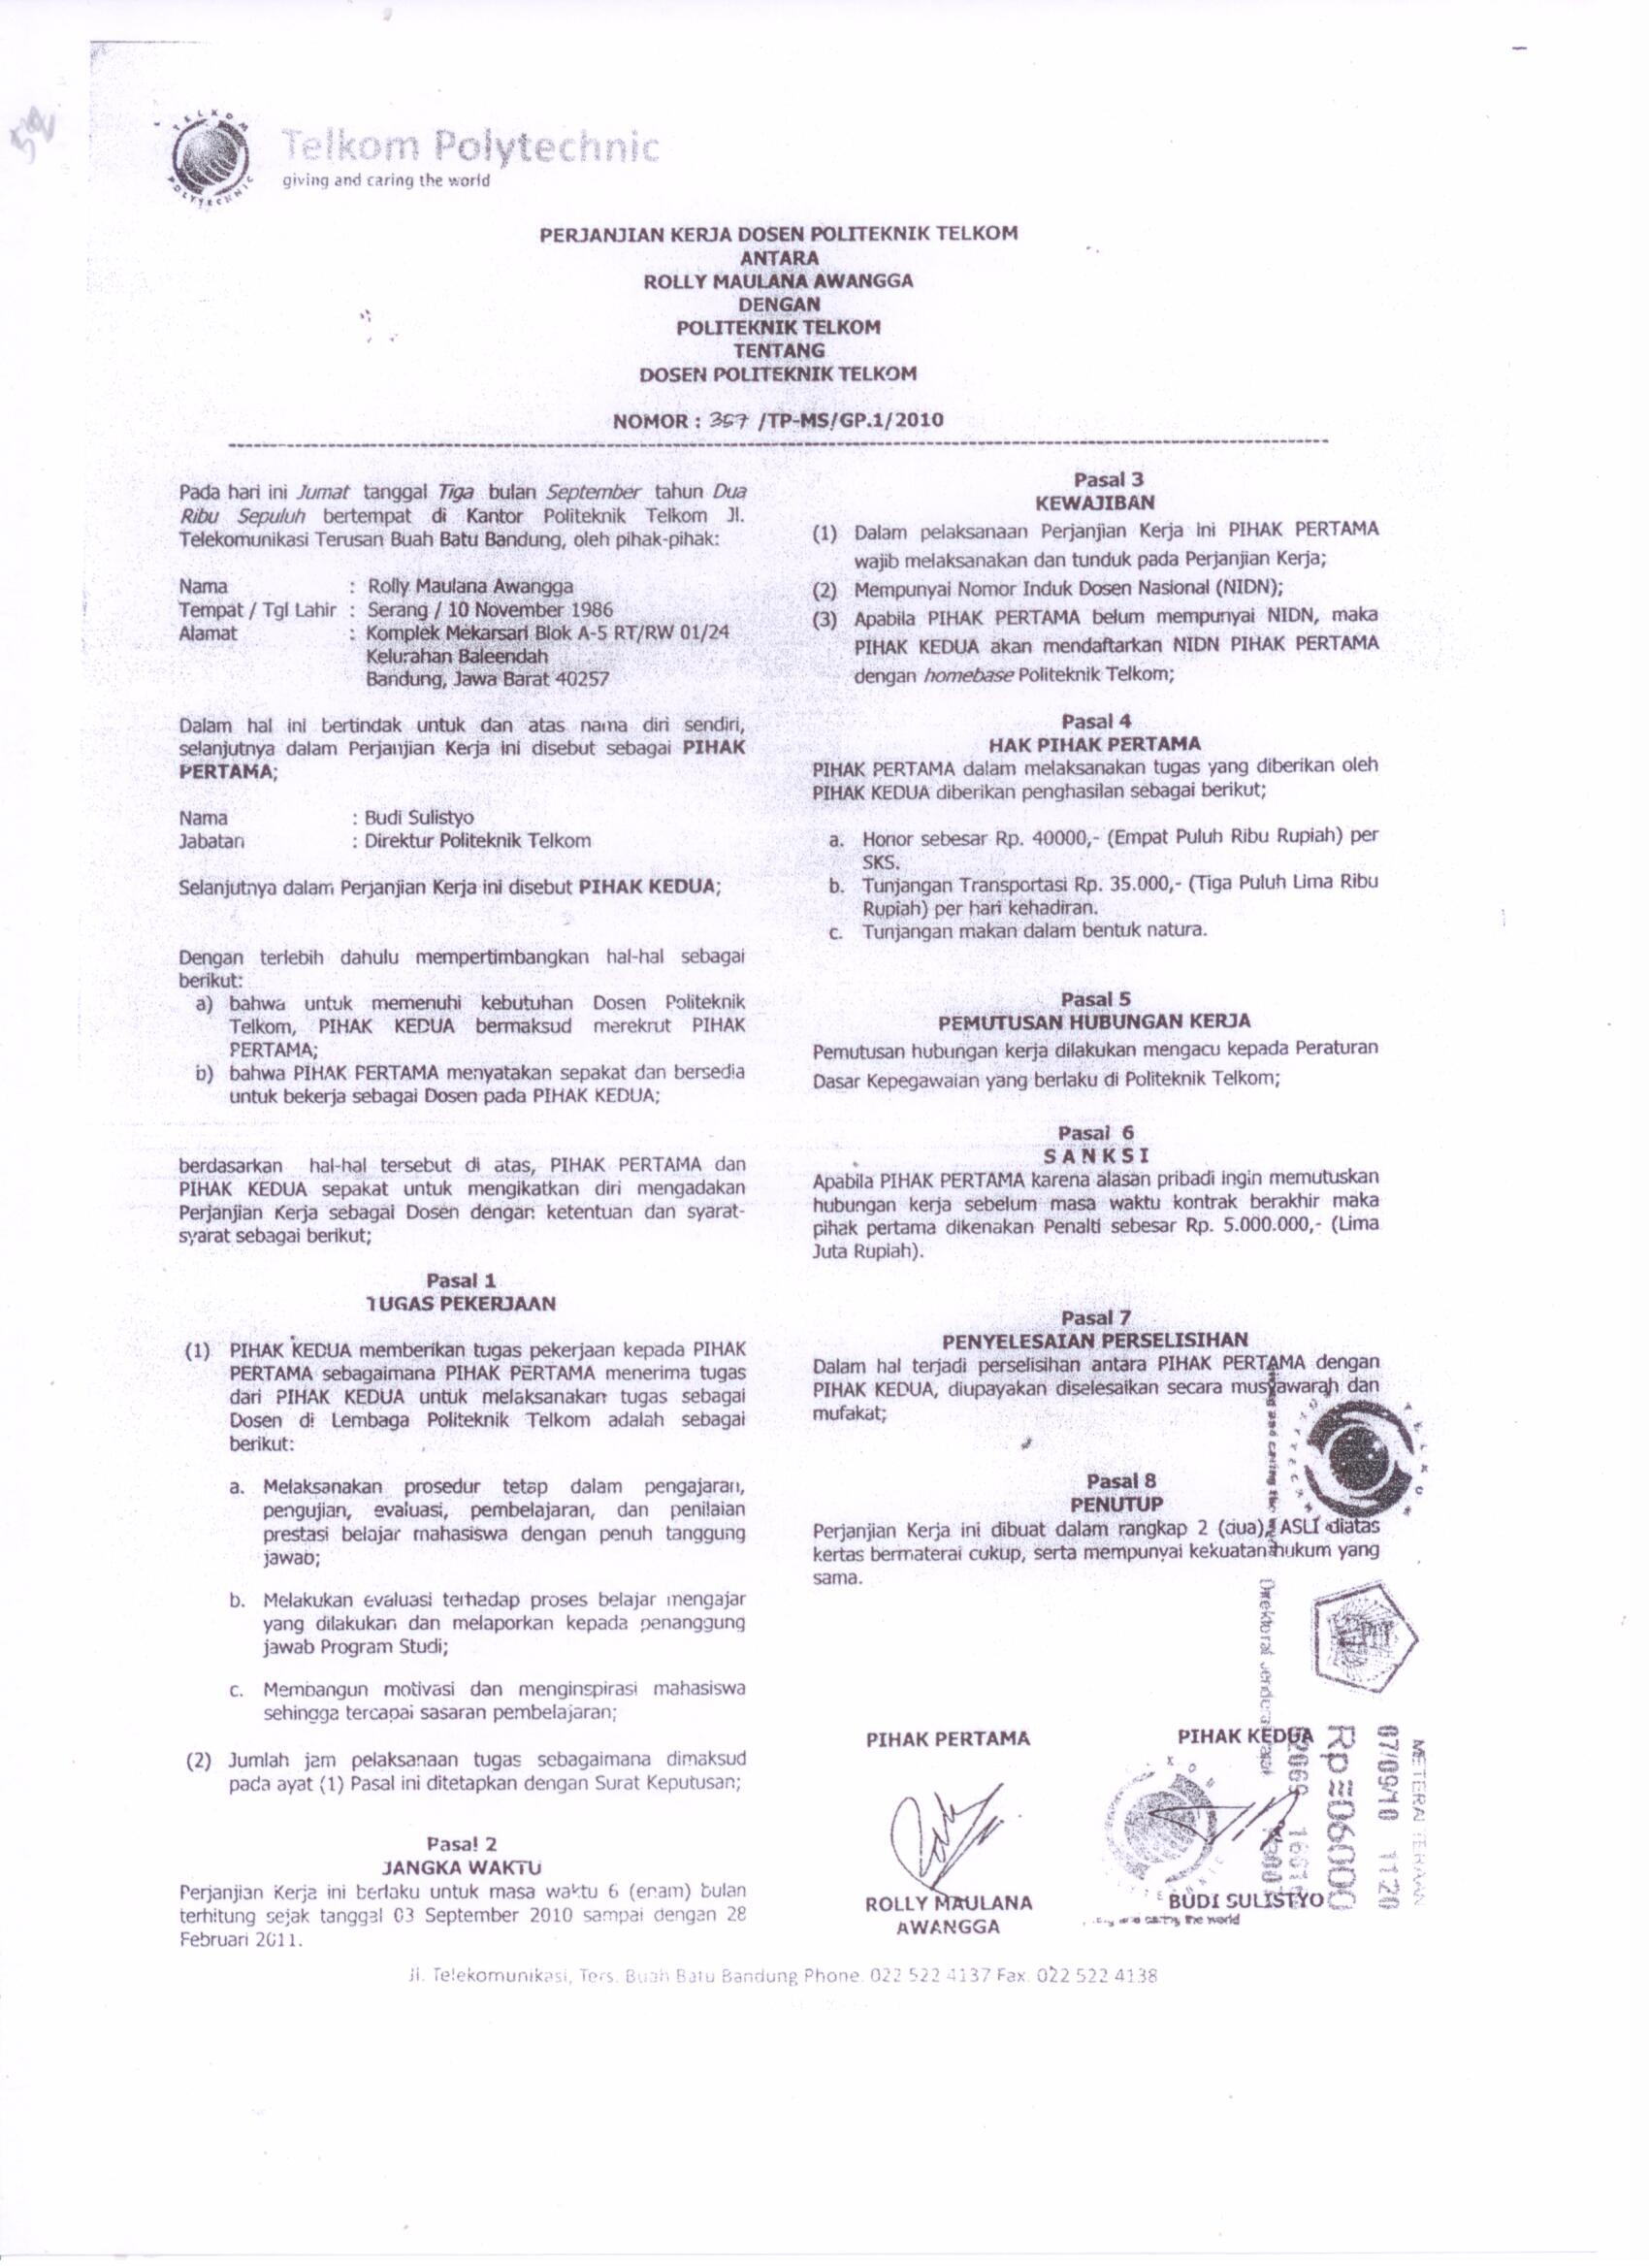 TELKOM POLYTECHNIC
Telkom Polytechnic
giving and caring the world
PERJANJIAN KERJA DOSEN POLITEKNIK TELKOM
ANTARA
ROLLY MAULANA AWANGGA
DENGAN
POLITEKNIK TELKOM
TENTANG
DOSEN POLITEKNIK TELKOM
NOMOR : 357 /TP-MS/GP.1/2010
Pada hari ini Jumat tanggal Tiga bulan September tahun Dua
Ribu Sepuluh bertempat di Kantor Politeknik Telkom Jl.
Telekomunikasi Terusan Buah Batu Bandung, oleh pihak-pihak:
Nama : Rolly Maulana Awangga
Tempat / Tgl Lahir : Serang / 10 November 1986
Alamat : Komplek Mekarsari Blok A-5 RT/RW 01/24
Kelurahan Baleendah
Bandung, Jawa Barat 40257
Dalam hal ini bertindak untuk dan atas nama diri sendiri,
selanjutnya dalam Perjanjian Kerja ini disebut sebagai PIHAK
PERTAMA;
Nama : Budi Sulistyo
Jabatan : Direktur Politeknik Telkom
Selanjutnya dalam Perjanjian Kerja ini disebut PIHAK KEDUA;
Dengan terlebih dahulu mempertimbangkan hal-hal sebagai
berikut:
a) bahwa untuk memenuhi kebutuhan Dosen Politeknik
Telkom, PIHAK KEDUA bermaksud merekrut PIHAK
PERTAMA;
b) bahwa PIHAK PERTAMA menyatakan sepakat dan bersedia
untuk bekerja sebagai Dosen pada PIHAK KEDUA;
berdasarkan hal-hal tersebut di atas, PIHAK PERTAMA dan
PIHAK KEDUA sepakat untuk mengikatkan diri mengadakan
Perjanjian Kerja sebagai Dosen dengan ketentuan dan syarat-
syarat sebagai berikut;
Pasal 1
TUGAS PEKERJAAN
(1) PIHAK KEDUA memberikan tugas pekerjaan kepada PIHAK
PERTAMA sebagaimana PIHAK PERTAMA menerima tugas
dari PIHAK KEDUA untuk melaksanakan tugas sebagai
Dosen di Lembaga Politeknik Telkom adalah sebagai
berikut:
a. Melaksanakan prosedur tetap dalam pengajaran,
pengujian, evaluasi, pembelajaran, dan penilaian
prestasi belajar mahasiswa dengan penuh tanggung
jawab;
b. Melakukan evaluasi terhadap proses belajar mengajar
yang dilakukan dan melaporkan kepada penanggung
jawab Program Studi;
c. Membangun motivasi dan menginspirasi mahasiswa
sehingga tercapai sasaran pembelajaran;
(2) Jumlah jam pelaksanaan tugas sebagaimana dimaksud
pada ayat (1) Pasal ini ditetapkan dengan Surat Keputusan;
Pasal 2
JANGKA WAKTU
Perjanjian Kerja ini berlaku untuk masa waktu 6 (enam) bulan
terhitung sejak tanggal 03 September 2010 sampai dengan 28
Februari 2011.
Pasal 3
KEWAJIBAN
(1) Dalam pelaksanaan Perjanjian Kerja ini PIHAK PERTAMA
wajib melaksanakan dan tunduk pada Perjanjian Kerja;
(2) Mempunyai Nomor Induk Dosen Nasional (NIDN);
(3) Apabila PIHAK PERTAMA belum mempunyai NIDN, maka
PIHAK KEDUA akan mendaftarkan NIDN PIHAK PERTAMA
dengan homebase Politeknik Telkom;
Pasal 4
HAK PIHAK PERTAMA
PIHAK PERTAMA dalam melaksanakan tugas yang diberikan oleh
PIHAK KEDUA diberikan penghasilan sebagai berikut;
a. Honor sebesar Rp. 40000,- (Empat Puluh Ribu Rupiah) per
SKS.
b. Tunjangan Transportasi Rp. 35.000,- (Tiga Puluh Lima Ribu
Rupiah) per hari kehadiran.
c. Tunjangan makan dalam bentuk natura.
Pasal 5
PEMUTUSAN HUBUNGAN KERJA
Pemutusan hubungan kerja dilakukan mengacu kepada Peraturan
Dasar Kepegawaian yang berlaku di Politeknik Telkom;
Pasal 6
S A N K S I
Apabila PIHAK PERTAMA karena alasan pribadi ingin memutuskan
hubungan kerja sebelum masa waktu kontrak berakhir maka
pihak pertama dikenakan Penalti sebesar Rp. 5.000.000,- (Lima
Juta Rupiah).
Pasal 7
PENYELESAIAN PERSELISIHAN
Dalam hal terjadi perselisihan antara PIHAK PERTAMA dengan
PIHAK KEDUA, diupayakan diselesaikan secara musyawarah dan
mufakat;
Pasal 8
PENUTUP
Perjanjian Kerja ini dibuat dalam rangkap 2 (dua), ASLI diatas
kertas bermaterai cukup, serta mempunyai kekuatan hukum yang
sama.
PIHAK PERTAMA
PIHAK KEDUA
METERAI TERAAN
07/09/10 11:20
Rp≡06000
ROLLY MAULANA
AWANGGA
BUDI SULISTYO
caring the world
Jl. Telekomunikasi, Ters. Buah Batu Bandung Phone. 022 522 4137 Fax. 022 522 4138